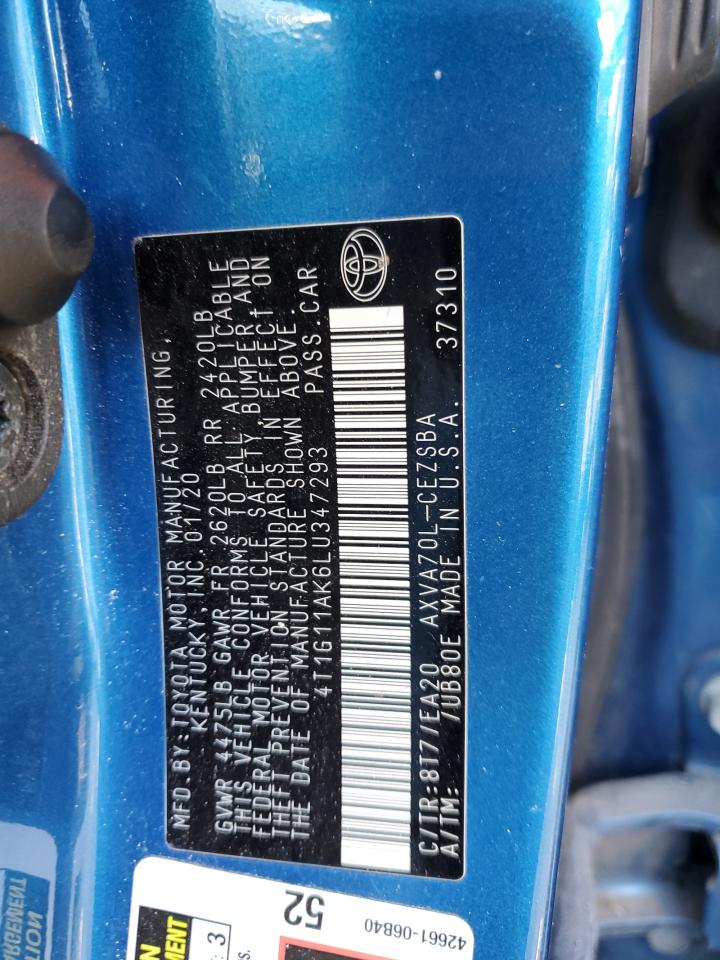 MFD.BY:TOYOTA MOTOR MANUFACTURING,
KENTUCKY,INC. 01/20
GVWR 4475LB GAWR FR 2620LB RR 2420LB
THIS VEHICLE CONFORMS TO ALL APPLICABLE
FEDERAL MOTOR VEHICLE SAFETY,BUMPER,AND
THEFT PREVENTION STANDARDS IN EFFECT ON
THE DATE OF MANUFACTURE SHOWN ABOVE.
4T1G11AK6LU347293 PASS.CAR
C/TR:8T7/EA20 AXVA70L-CEZSBA
A/TM: /UB80E MADE IN U.S.A. 37310
52
42661-06B40
3